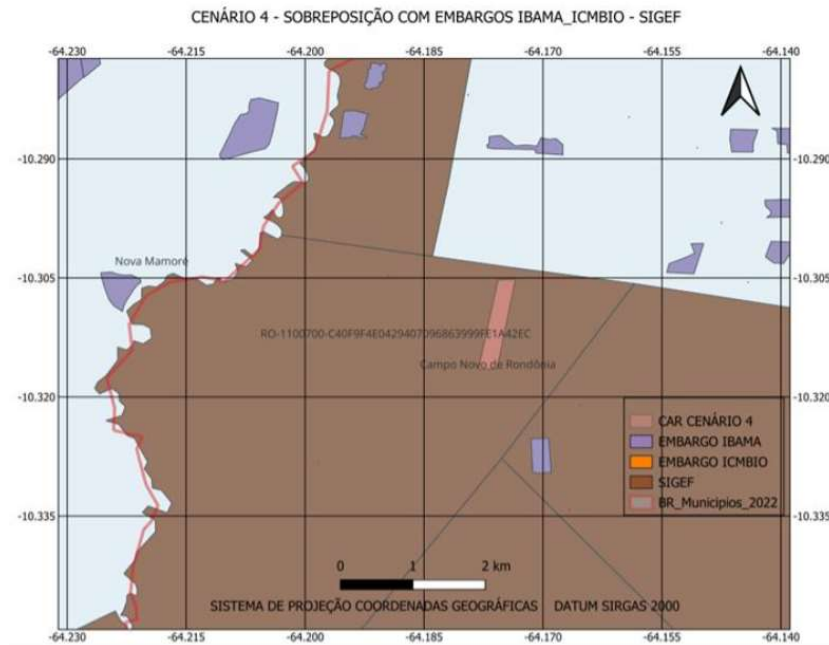 CENÁRIO 4 - SOBREPOSIÇÃO COM EMBARGOS IBAMA_ICMBIO - SIGEF
-64.230 -64.215 -64.200 -64.185 -64.170 -64.155 -64.140
-10.290 -10.290
Nova Mamoré
-10.305 -10.305
RO-1100700-C40F9F4E0429407096863999FE1A42EC
Campo Novo de Rondônia
-10.320 -10.320
CAR CENÁRIO 4
EMBARGO IBAMA
EMBARGO ICMBIO
SIGEF
BR_Municipios_2022
-10.335 -10.335
0 1 2 km
SISTEMA DE PROJEÇÃO COORDENADAS GEOGRÁFICAS DATUM SIRGAS 2000
-64.230 -64.215 -64.200 -64.185 -64.170 -64.155 -64.140